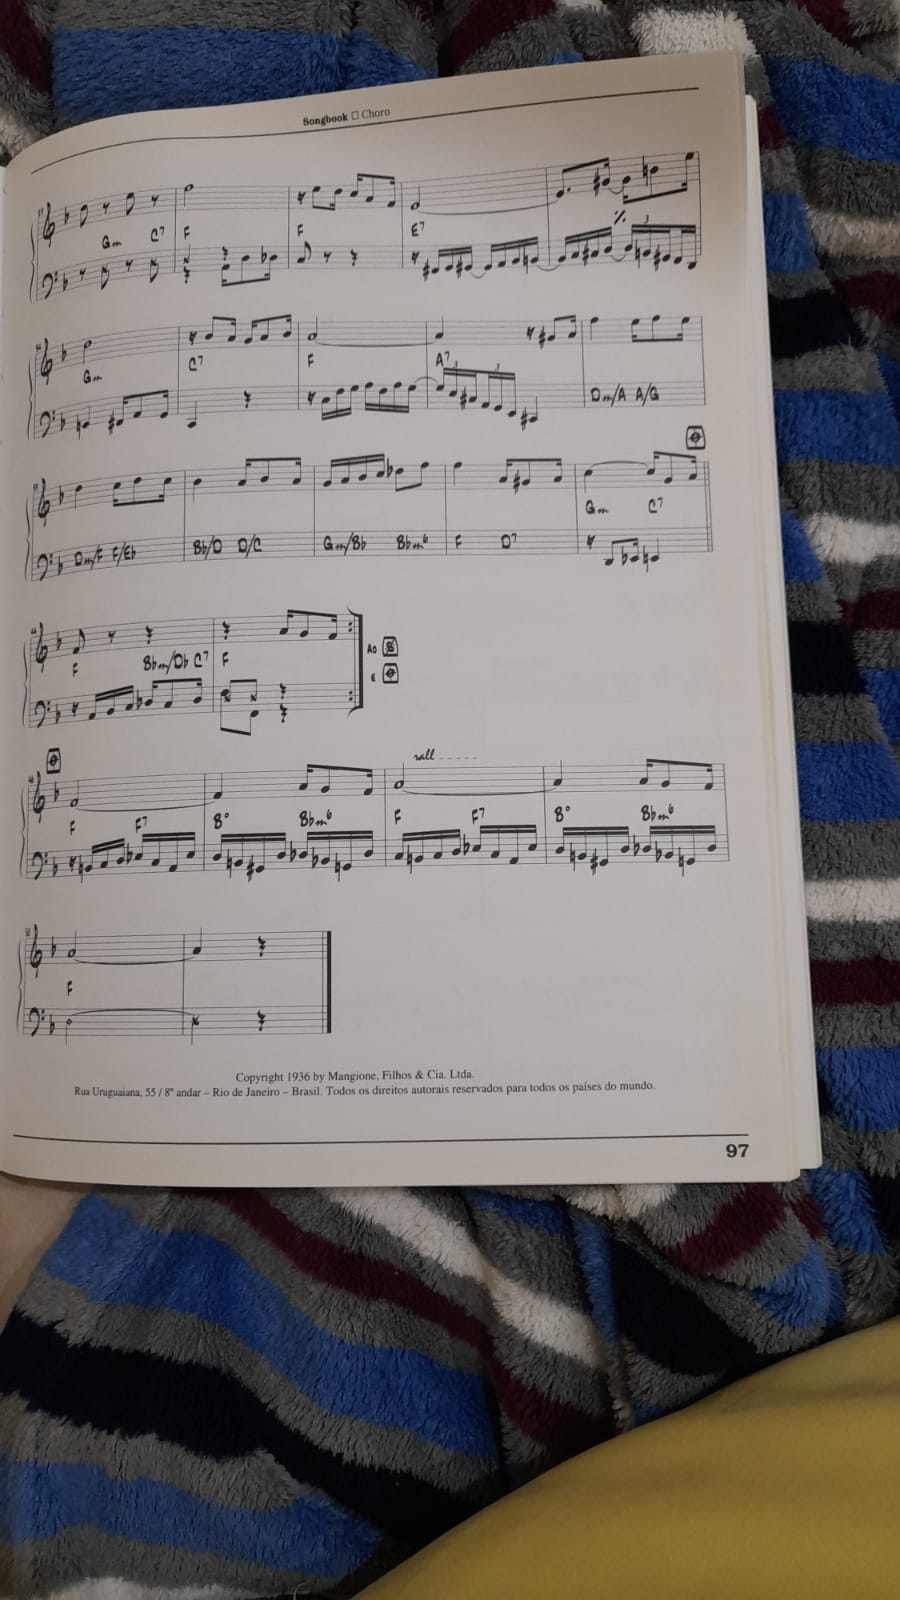 Songbook □ Choro
Gm C7 F F E7
Gm C7 F A7 Dm/A A/G
Dm/F F/Eb Bb/D D/C Gm/Bb Bbm6 F D7 Gm C7
F Bbm/Db C7 F Ao
E
rall
F F7 B° Bbm6 F F7 B° Bbm6
F
Copyright 1936 by Mangione, Filhos & Cia. Ltda.
Rua Uruguaiana, 55 / 8º andar – Rio de Janeiro – Brasil. Todos os direitos autorais reservados para todos os países do mundo.
97